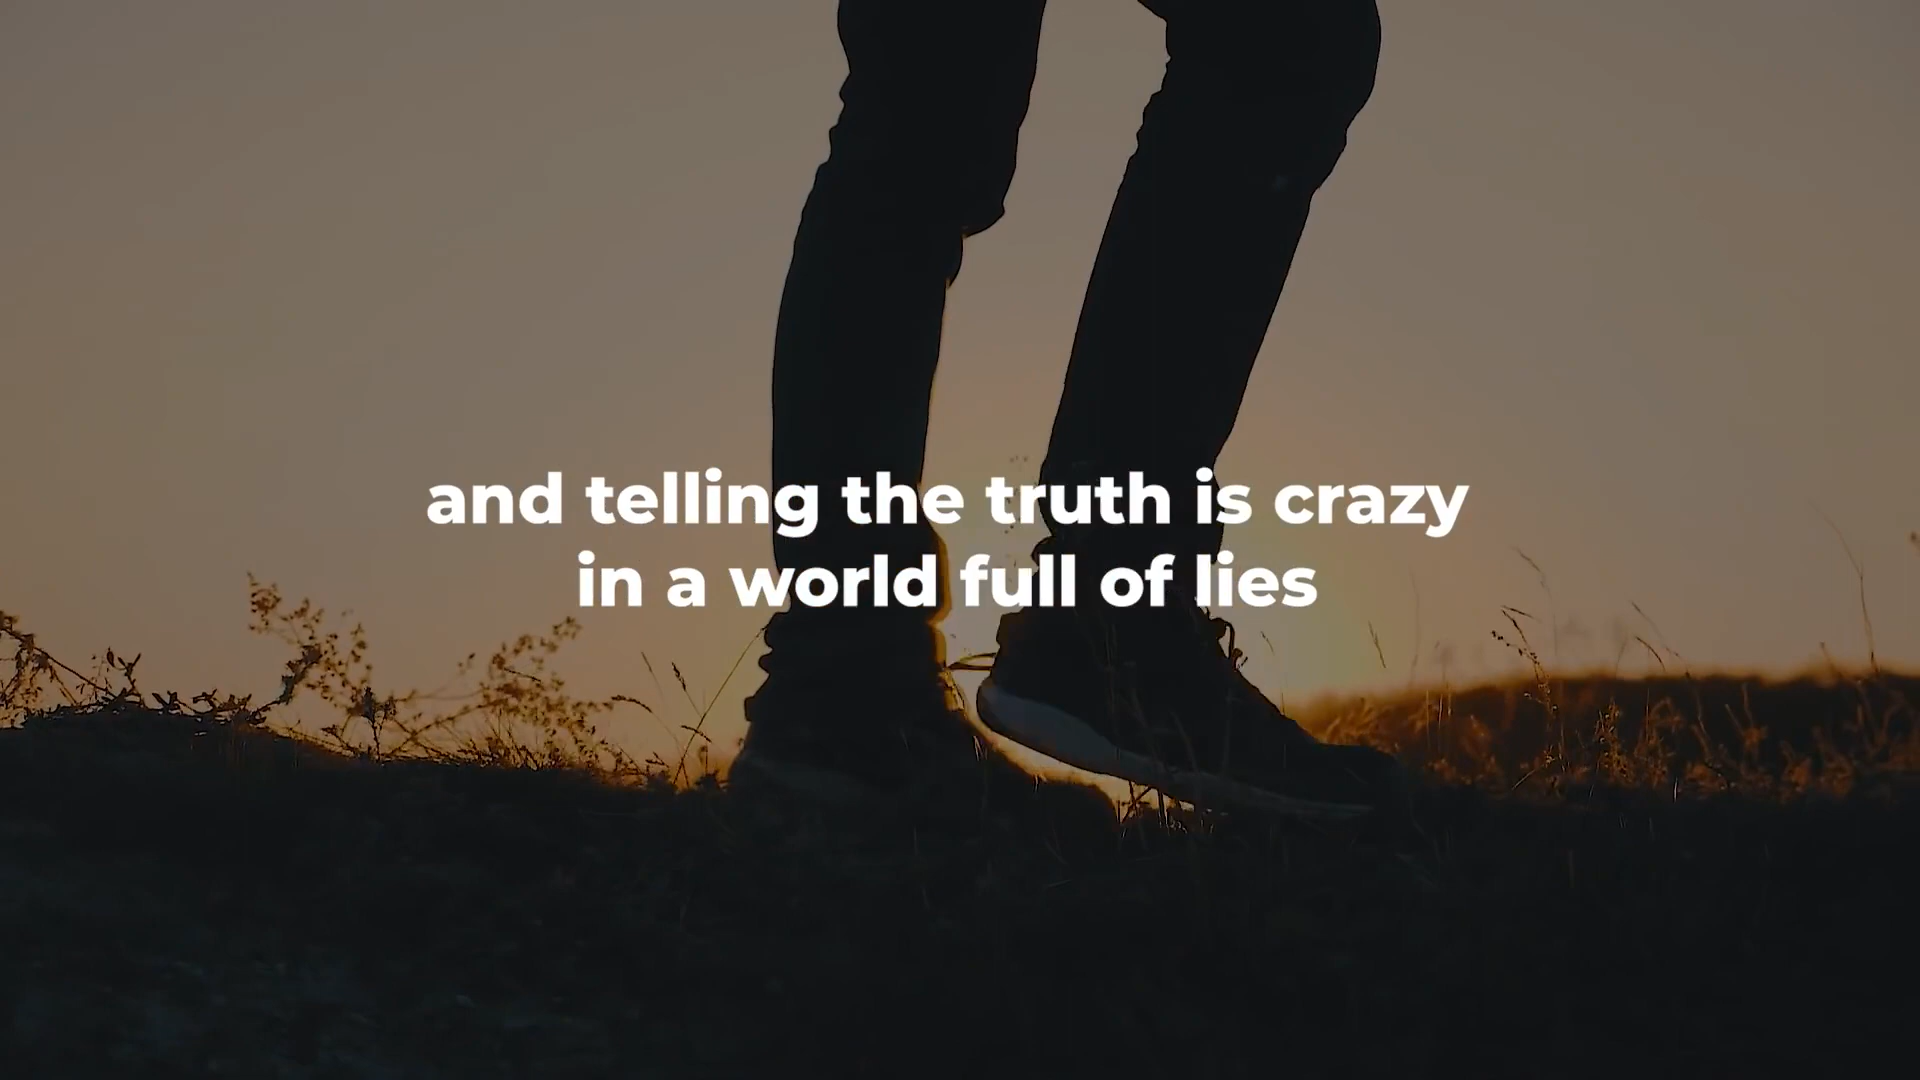 and telling the truth is crazy
in a world full of lies